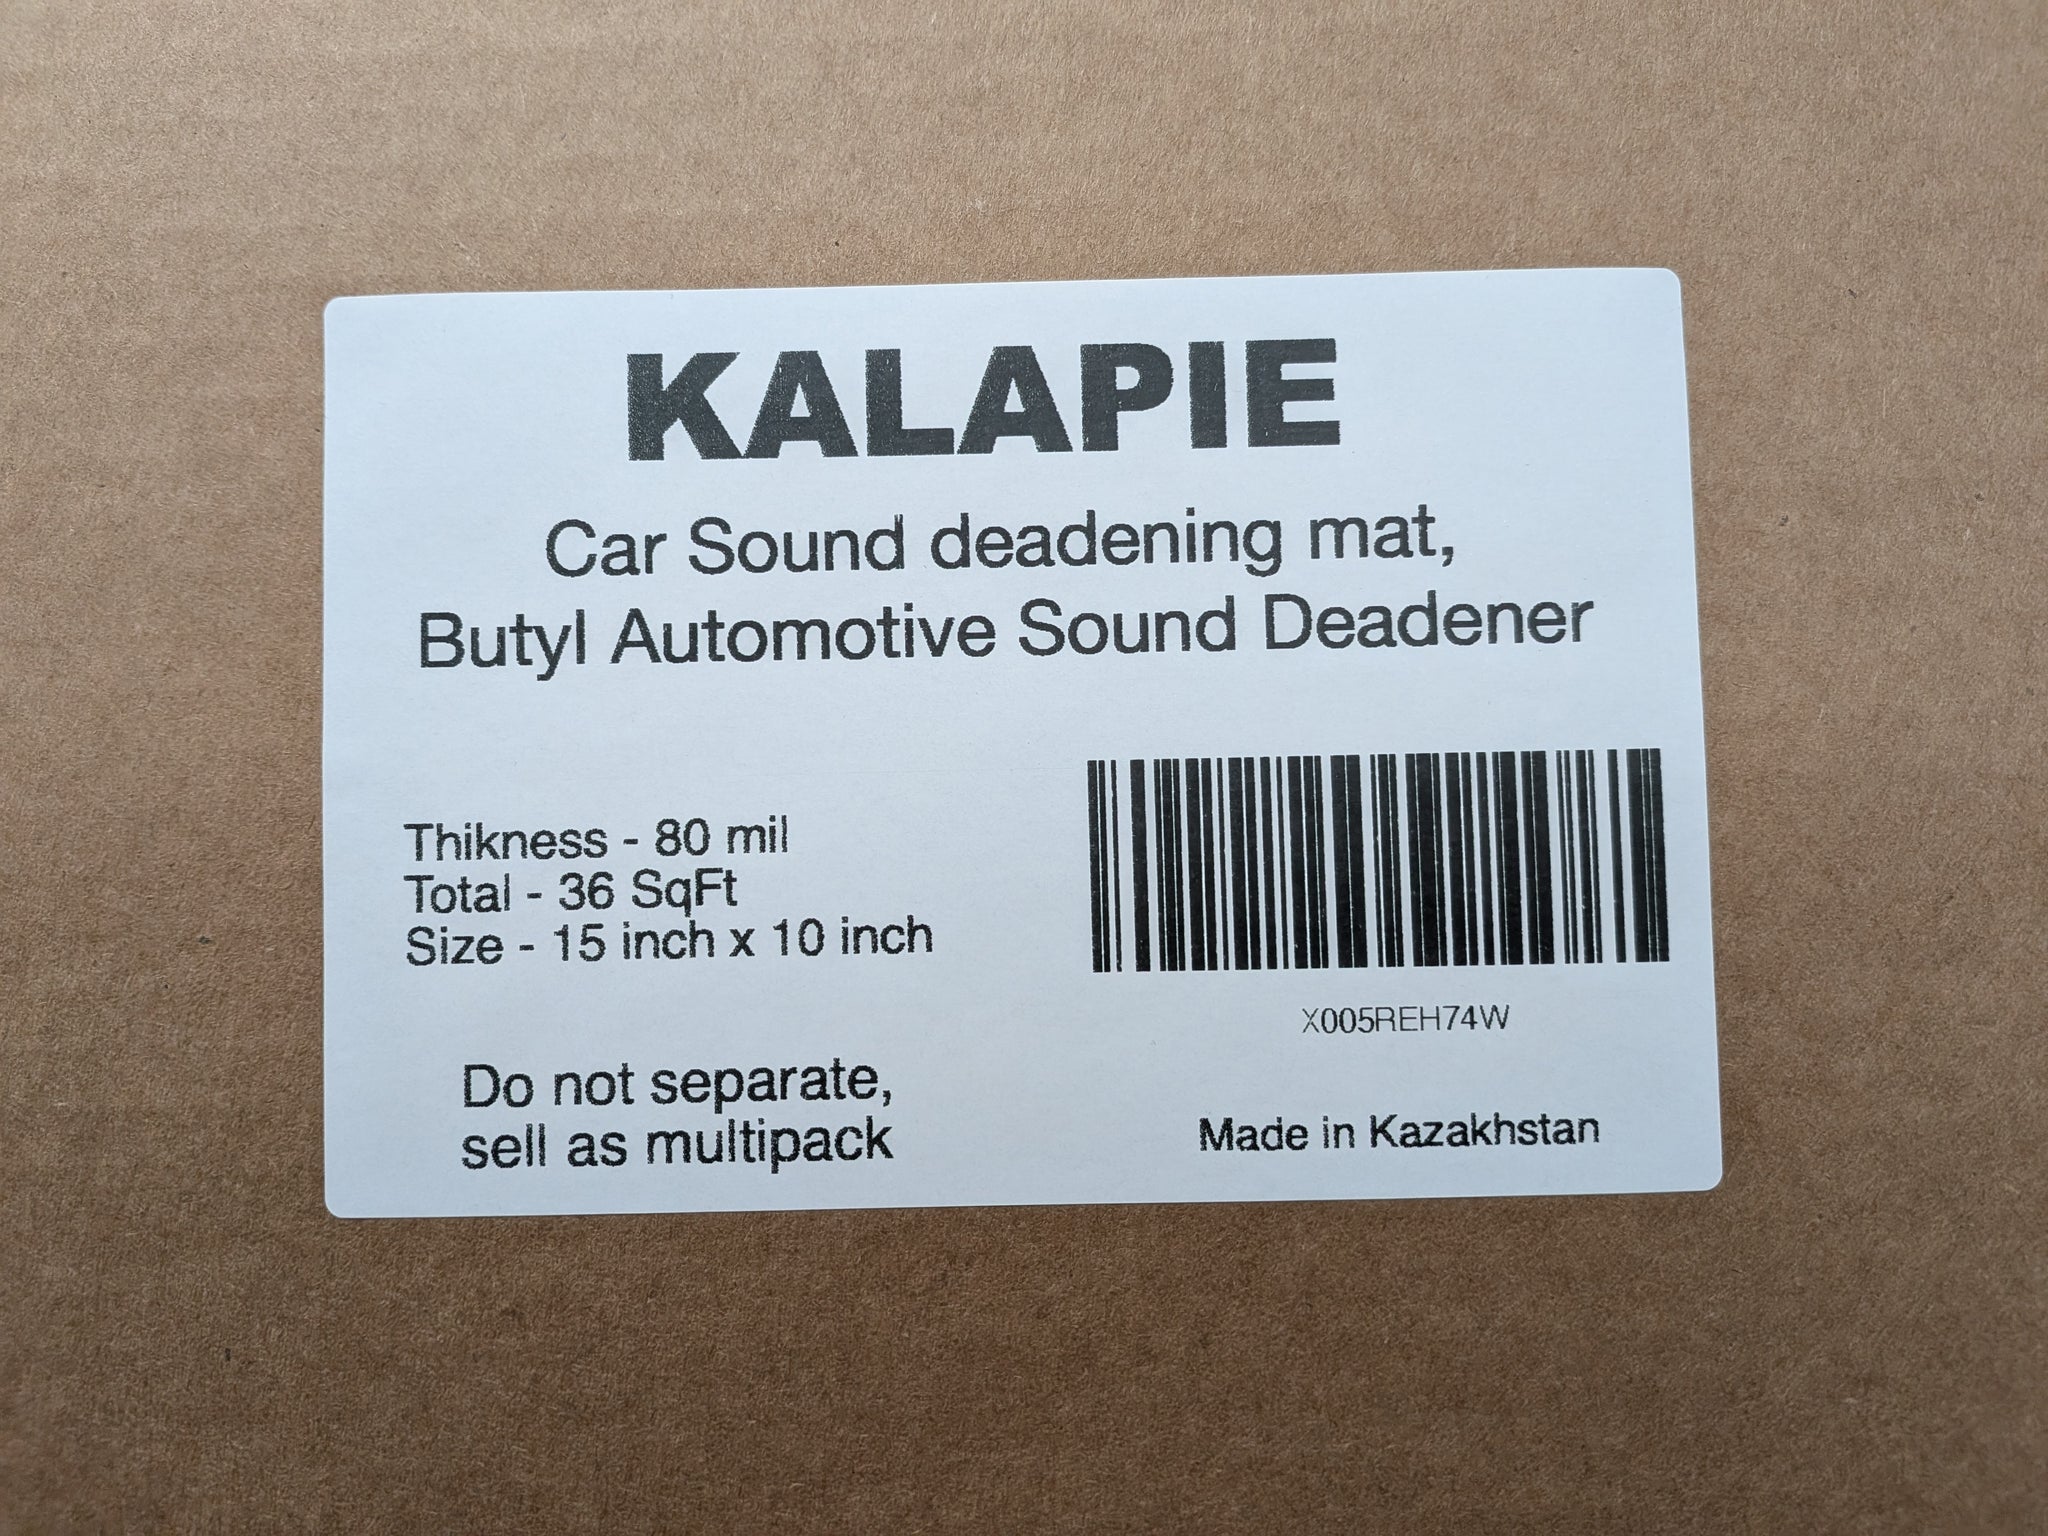 KALAPIE
Car Sound deadening mat,
Butyl Automotive Sound Deadener
Thikness - 80 mil
Total - 36 SqFt
Size - 15 inch x 10 inch
X005REH74W
Do not separate,
sell as multipack
Made in Kazakhstan